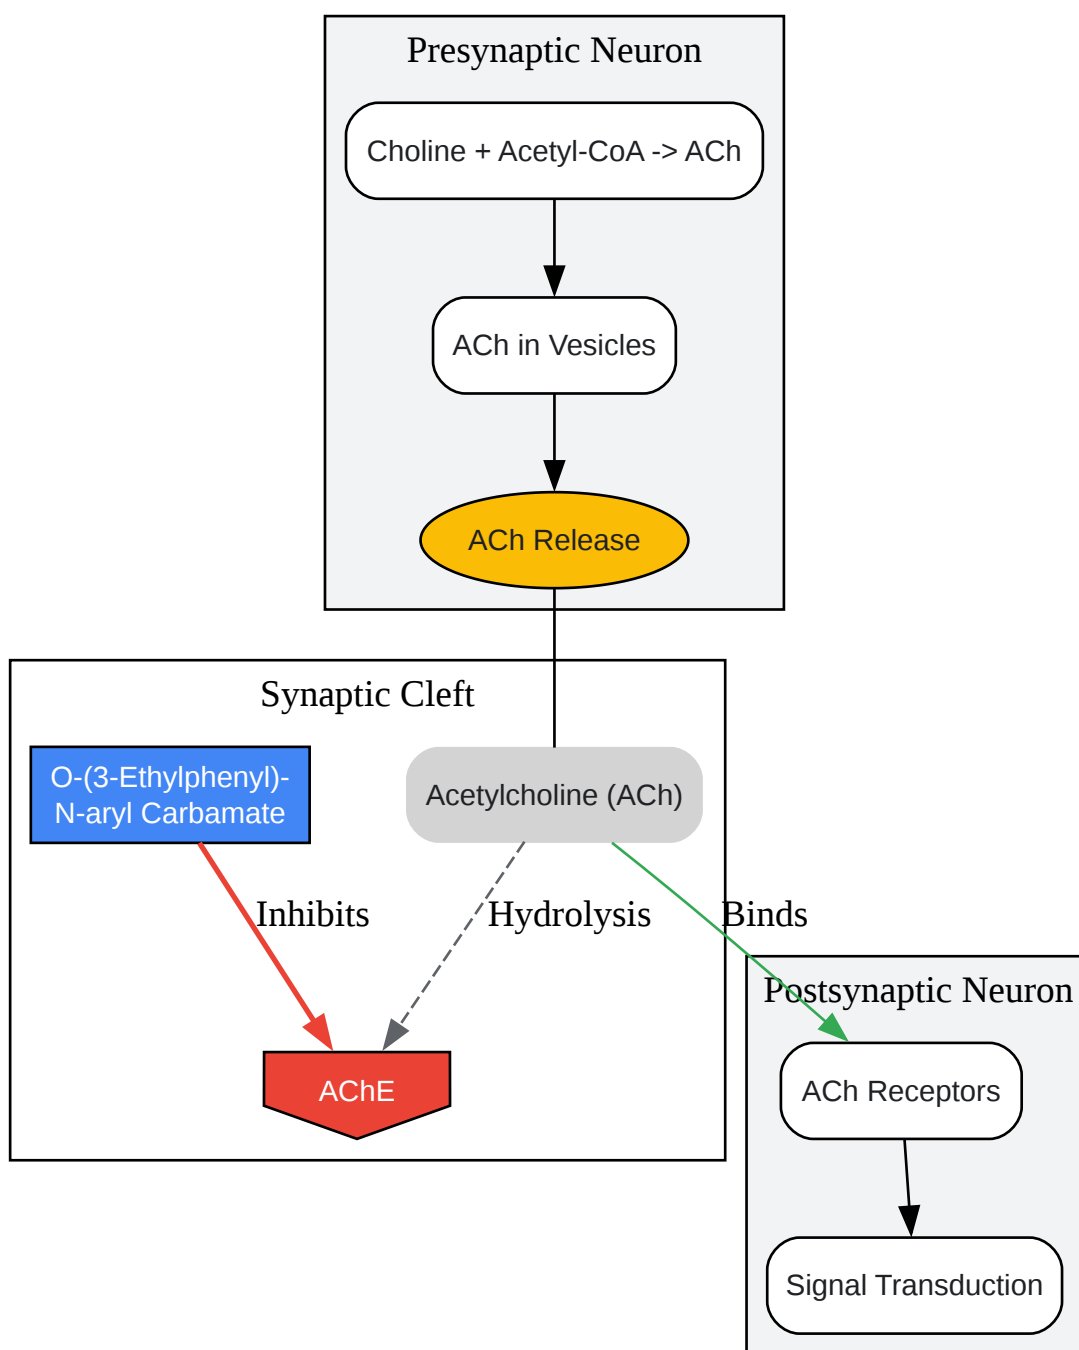 Presynaptic Neuron
Choline + Acetyl-CoA -> ACh
ACh in Vesicles
ACh Release
Synaptic Cleft
O-(3-Ethylphenyl)-
N-aryl Carbamate
Acetylcholine (ACh)
Inhibits
Hydrolysis
Binds
AChE
Postsynaptic Neuron
ACh Receptors
Signal Transduction